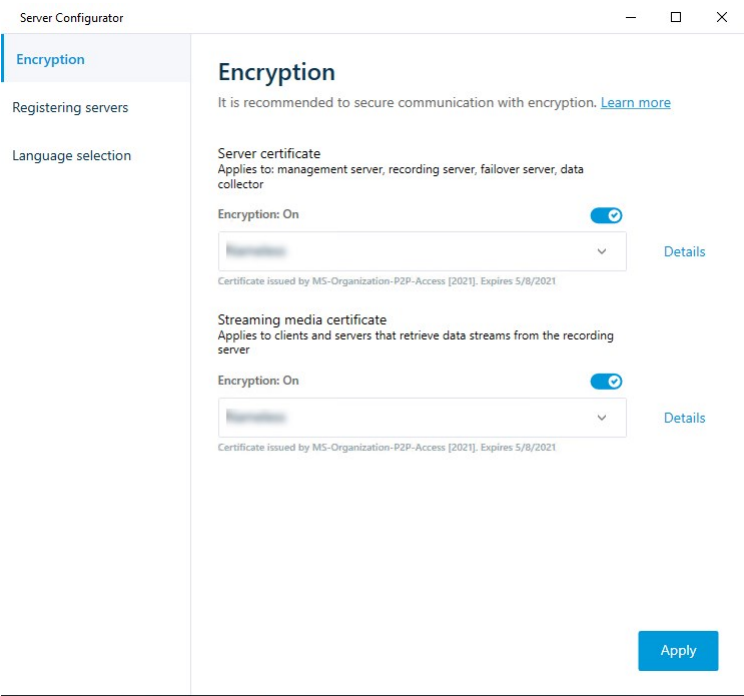 Server Configurator
Encryption
Registering servers
Language selection
Encryption
It is recommended to secure communication with encryption. Learn more
Server certificate
Applies to: management server, recording server, failover server, data
collector
Encryption: On
Details
Certificate issued by MS-Organization-P2P-Access [2021]. Expires 5/8/2021
Streaming media certificate
Applies to clients and servers that retrieve data streams from the recording
server
Encryption: On
Details
Certificate issued by MS-Organization-P2P-Access [2021]. Expires 5/8/2021
Apply